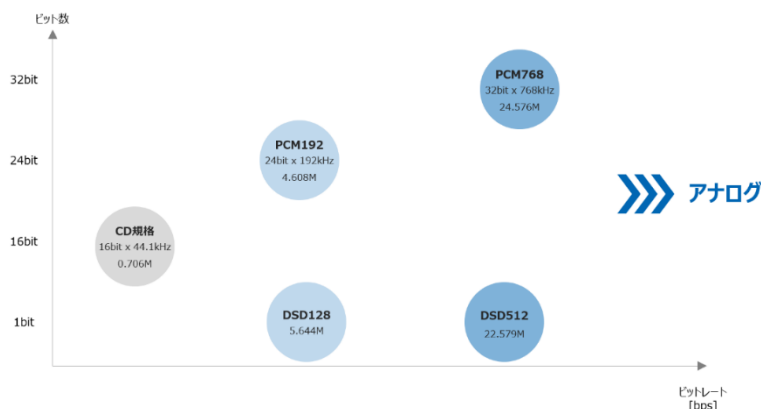 ビット数
32bit
24bit
16bit
1bit
PCM768
32bit x 768kHz
24.576M
PCM192
24bit x 192kHz
4.608M
アナログ
CD規格
16bit x 44.1kHz
0.706M
DSD128
5.644M
DSD512
22.579M
ビットレート
[bps]